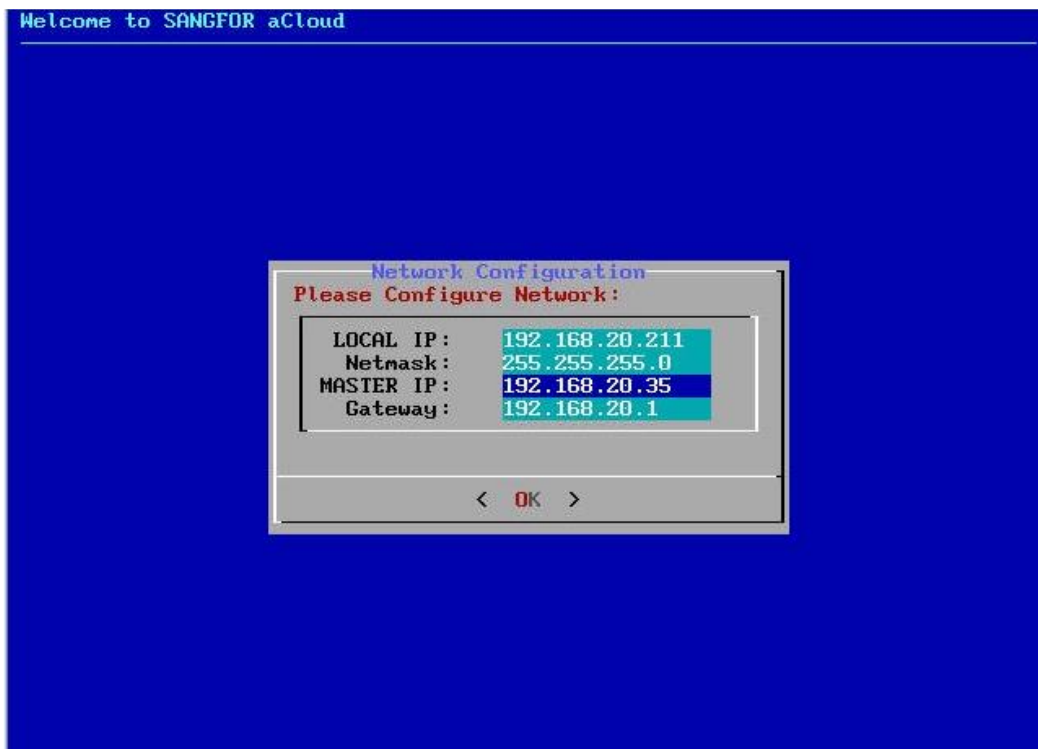 Welcome to SANGFOR aCloud
Network Configuration
Please Configure Network:
LOCAL IP: 192.168.20.211
Netmask: 255.255.255.0
MASTER IP: 192.168.20.35
Gateway: 192.168.20.1
< OK >